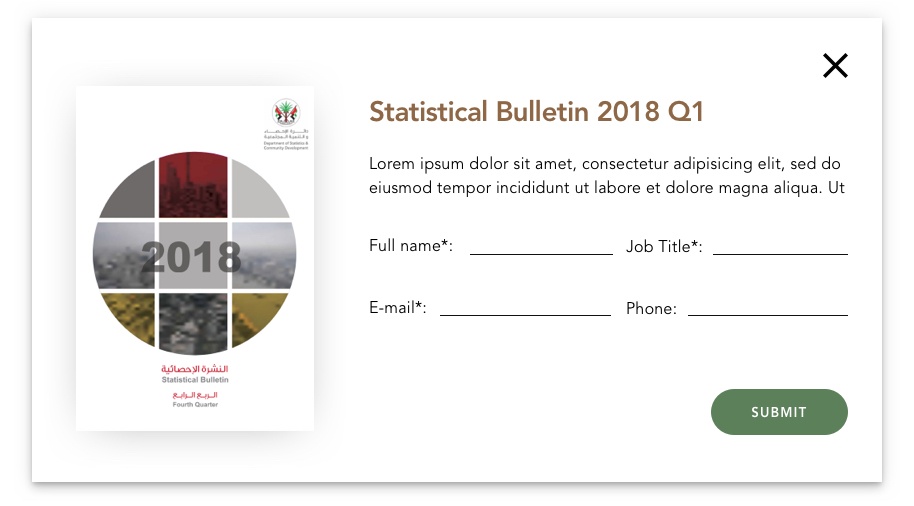 دائرة الإحصاء
و التنمية المجتمعية
Department of Statistics &
Community Development
2018
النشرة الإحصائية
Statistical Bulletin
الربع الرابع
Fourth Quarter
Statistical Bulletin 2018 Q1
Lorem ipsum dolor sit amet, consectetur adipisicing elit, sed do
eiusmod tempor incididunt ut labore et dolore magna aliqua. Ut
Full name*: Job Title*:
E-mail*: Phone:
SUBMIT